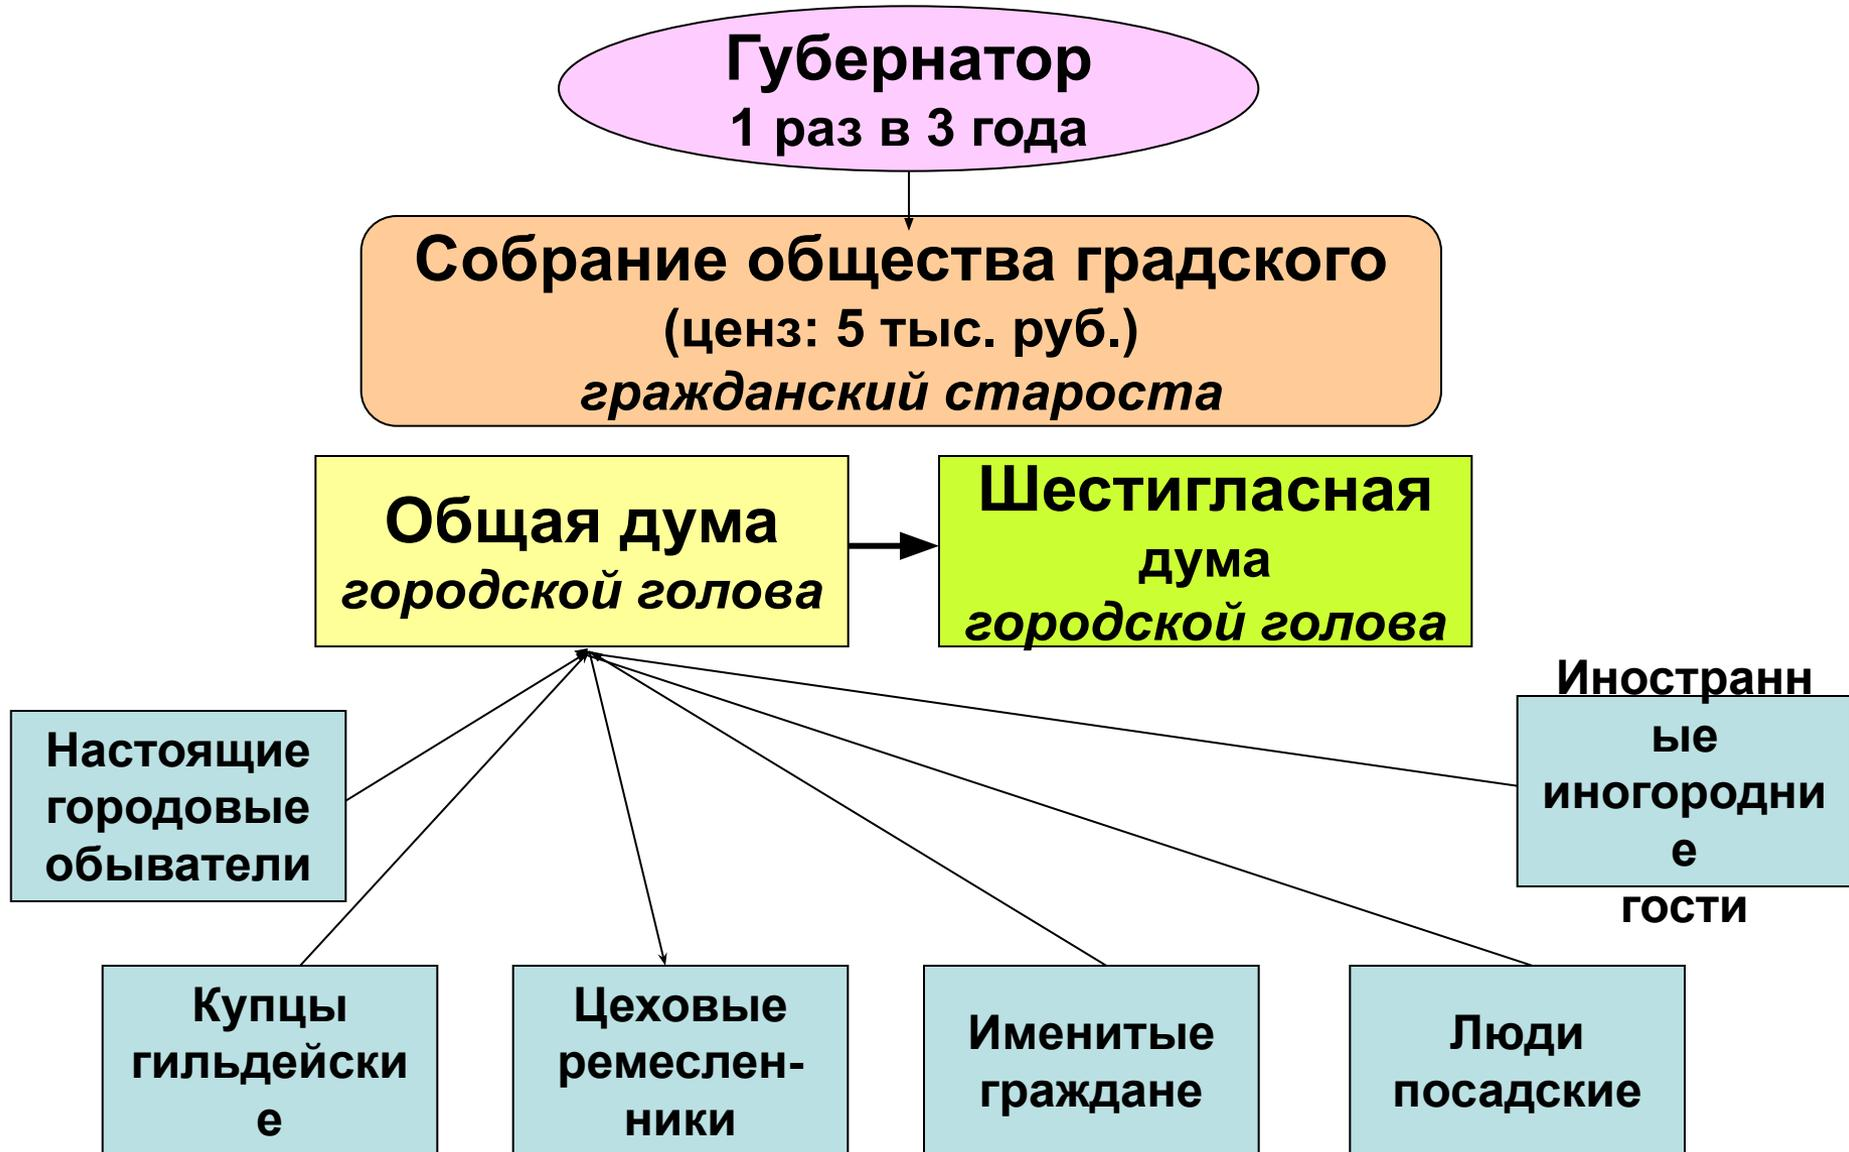 Губернатор
1 раз в 3 года
Собрание общества градского
(ценз: 5 тыс. руб.)
гражданский староста
Общая дума
городской голова
Шестигласная
дума
городской голова
Настоящие
городовые
обыватели
Иностранн
ые
иногородни
е
гости
Купцы
гильдейски
е
Цеховые
ремеслен-
ники
Именитые
граждане
Люди
посадские